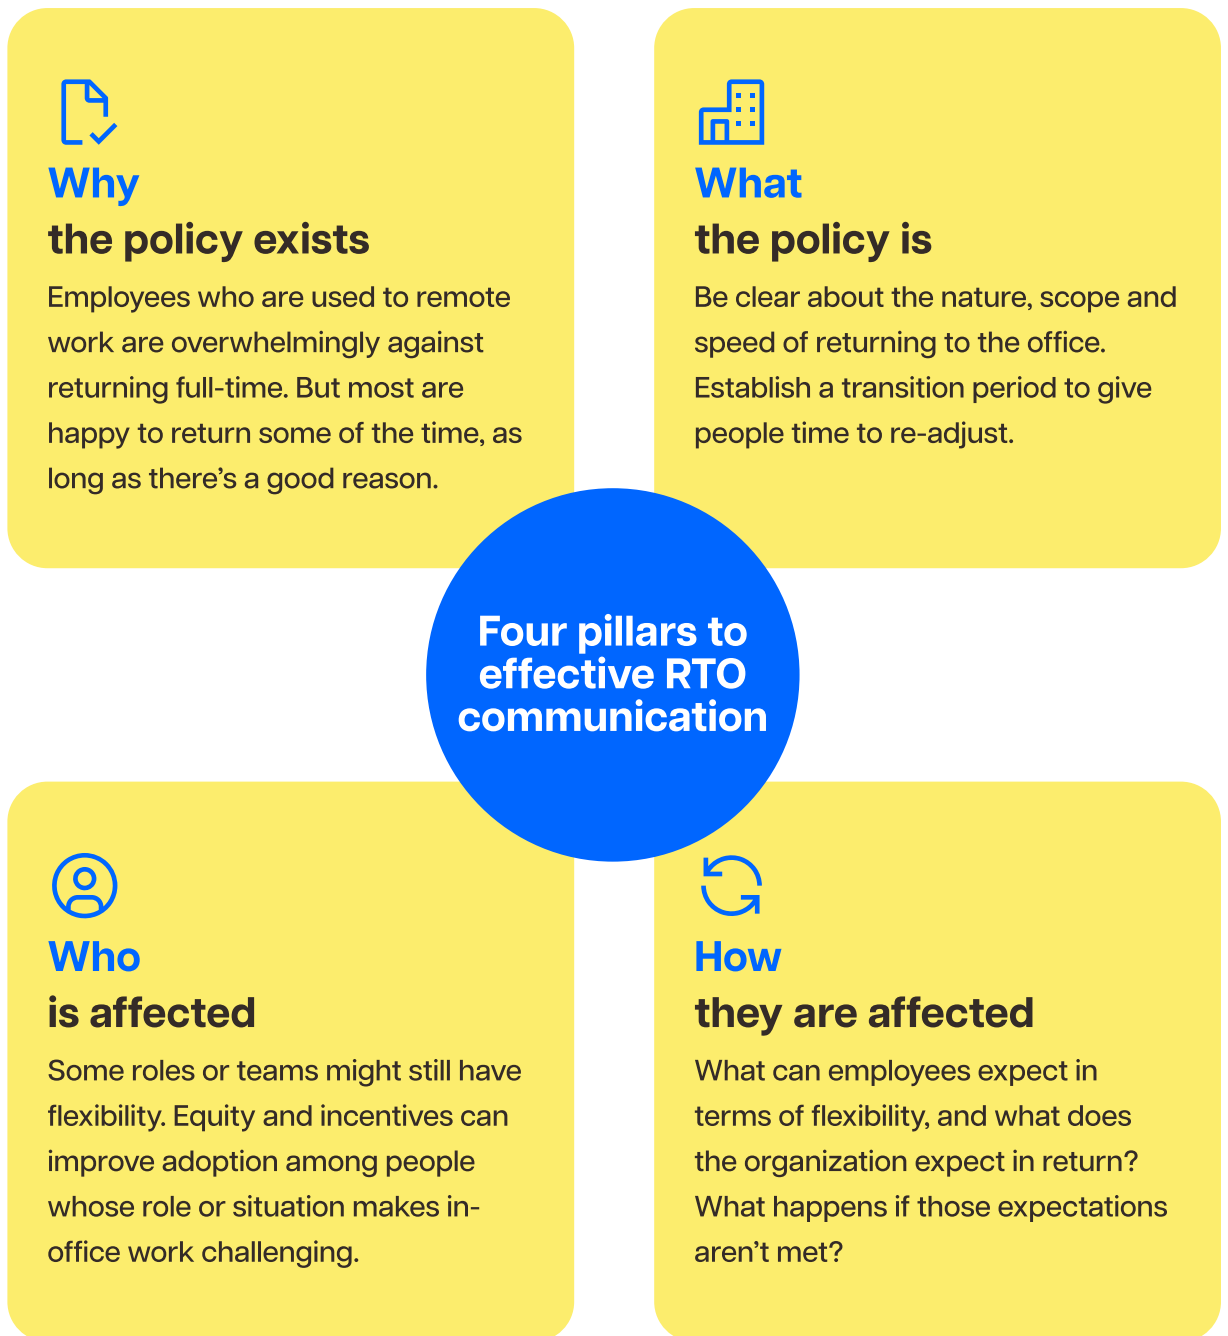 Why
the policy exists
Employees who are used to remote
work are overwhelmingly against
returning full-time. But most are
happy to return some of the time, as
long as there’s a good reason.
What
the policy is
Be clear about the nature, scope and
speed of returning to the office.
Establish a transition period to give
people time to re-adjust.
Four pillars to
effective RTO
communication
Who
is affected
Some roles or teams might still have
flexibility. Equity and incentives can
improve adoption among people
whose role or situation makes in-
office work challenging.
How
they are affected
What can employees expect in
terms of flexibility, and what does
the organization expect in return?
What happens if those expectations
aren’t met?